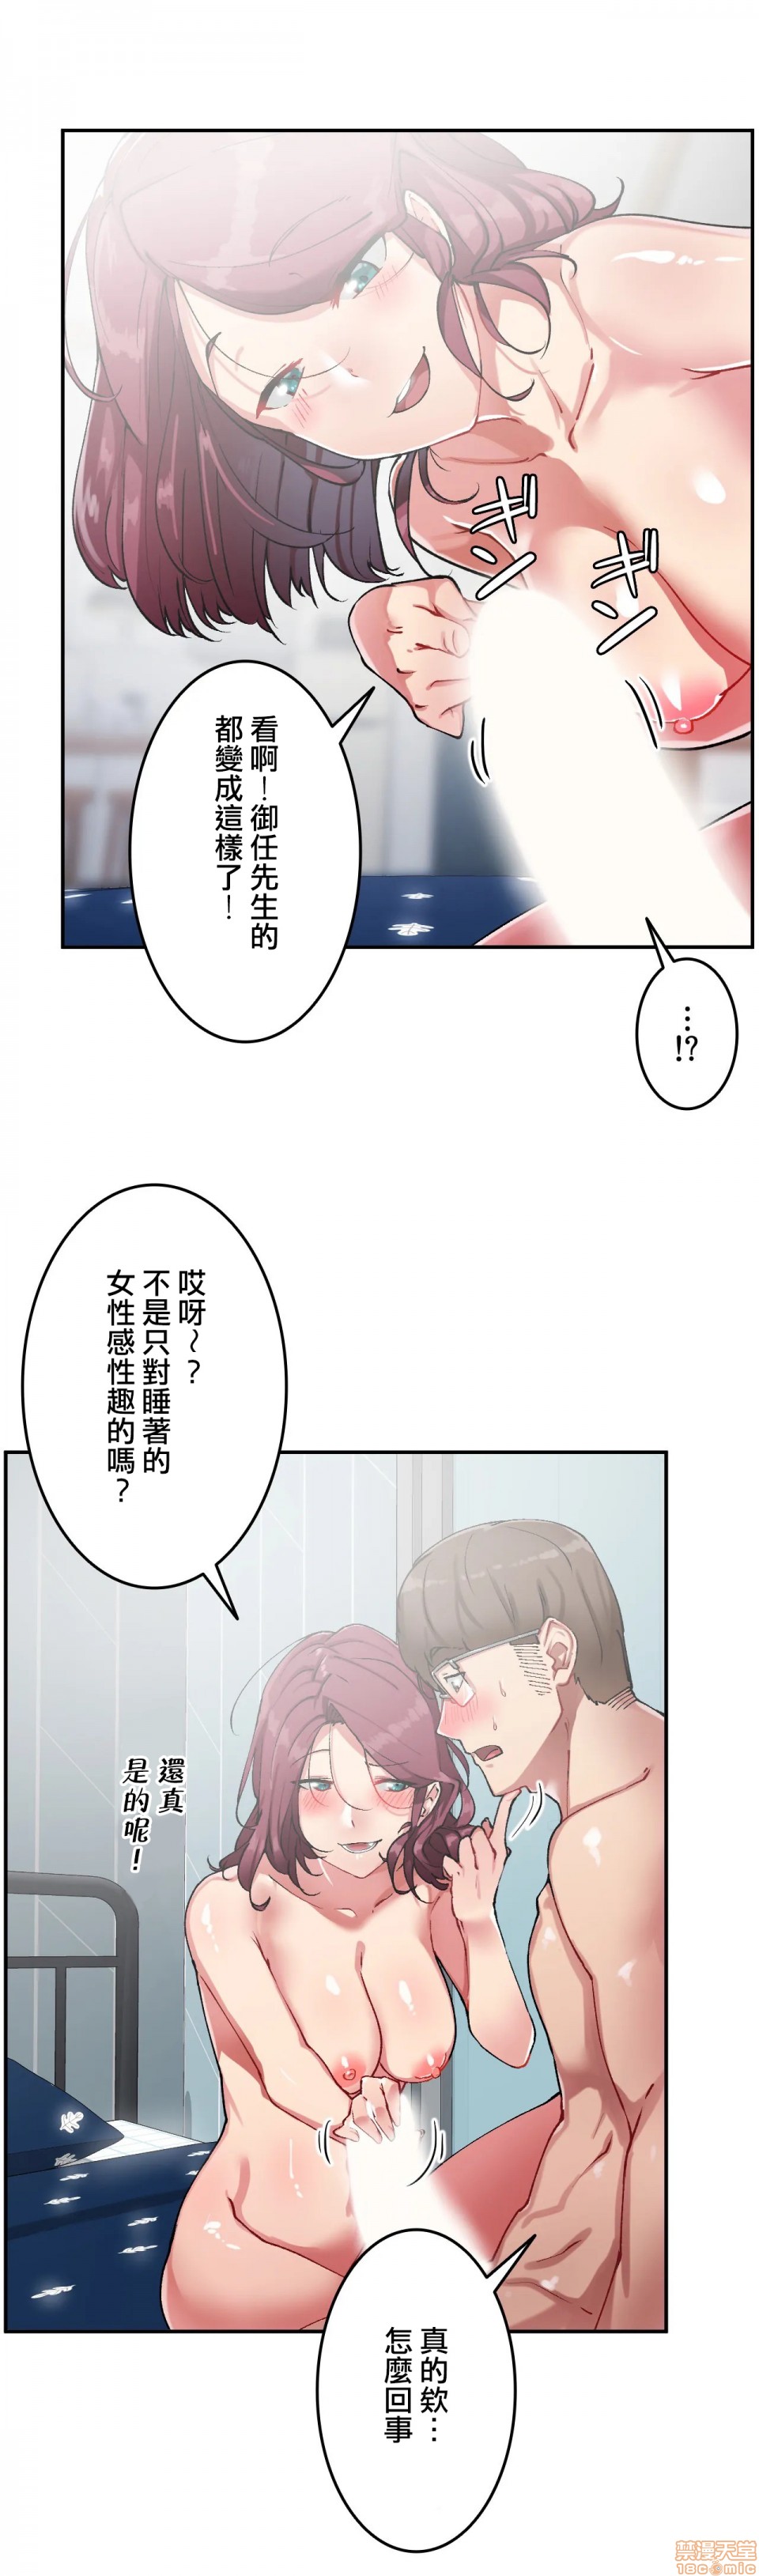 ギンギン
看啊！御任先生的
都變成這樣了！
…!?
哎呀～？
不是只對睡著的
女性感性趣的嗎？
還真
是的呢！
真的欸…
怎麼回事
禁漫天堂
18comic